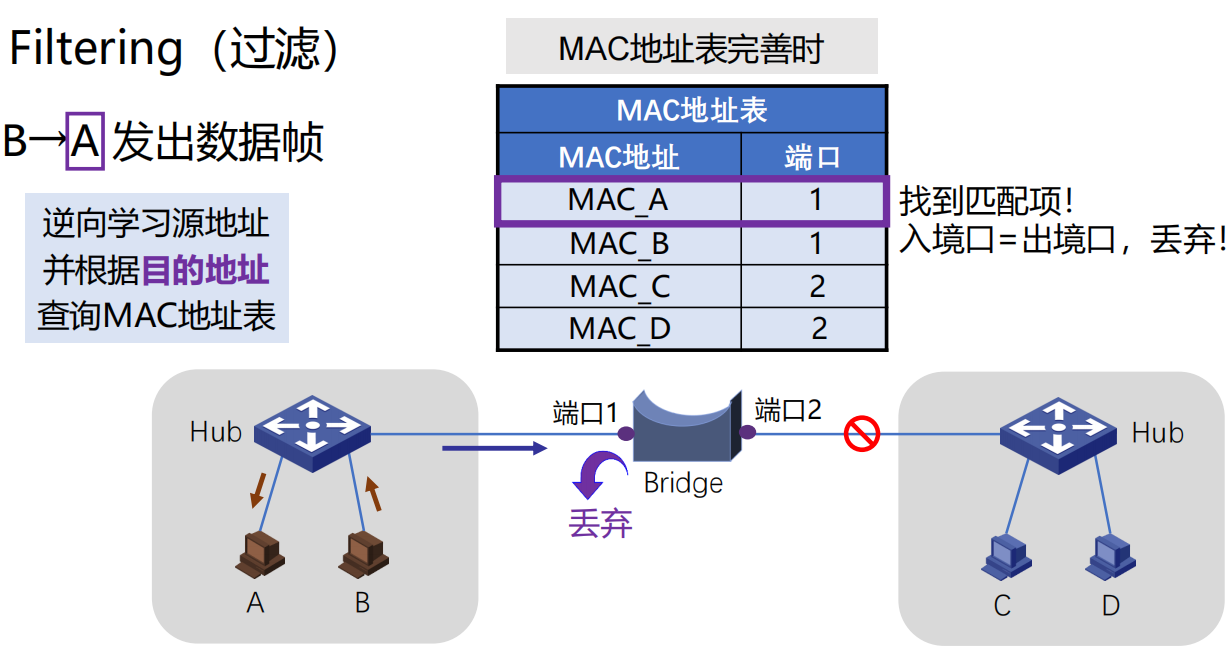 Filtering（过滤）
MAC地址表完善时
B→A 发出数据帧
逆向学习源地址
并根据目的地址
查询MAC地址表
MAC地址表
MAC地址 端口
MAC_A 1
MAC_B 1
MAC_C 2
MAC_D 2
找到匹配项!
入境口=出境口，丢弃!
Hub
端口1
端口2
Hub
Bridge
丢弃
A
B
C
D